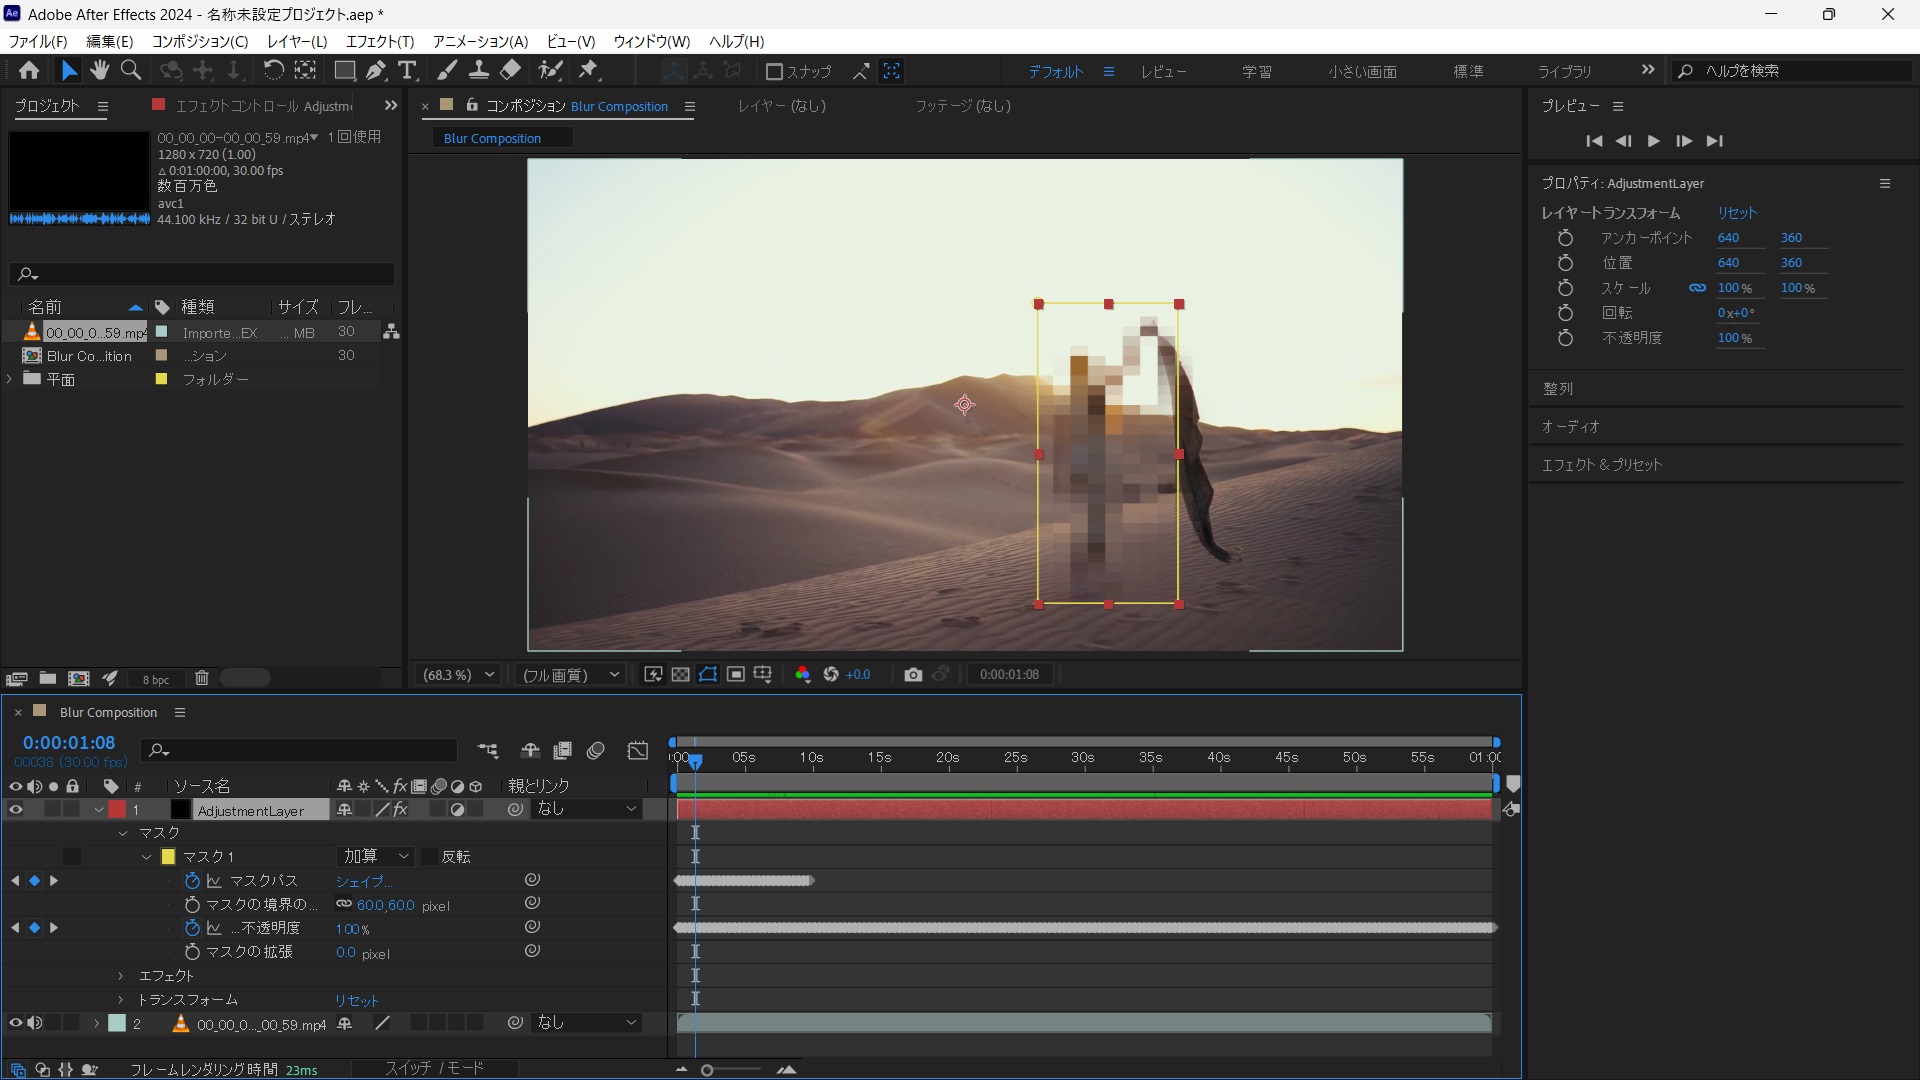 Adobe After Effects 2024 - 名称未設定プロジェクト.aep *
ファイル(F) 編集(E) コンポジション(C) レイヤー(L) エフェクト(T) アニメーション(A) ビュー(V) ウィンドウ(W) ヘルプ(H)
スナップ デフォルト レビュー 学習 小さい画面 標準 ライブラリ ヘルプを検索
プロジェクト エフェクトコントロール Adjustm
00_00_00-00_00_59.mp4 1回使用
1280 x 720 (1.00)
△ 0:01:00:00, 30.00 fps
数百万色
avc1
44.100 kHz / 32 bit U / ステレオ
名前 種類 サイズ フレ...
00_00_0...59.mp4 Importe...EX ... MB 30
Blur Co...ition ...ション 30
平面 フォルダー
8 bpc
コンポジション Blur Composition レイヤー (なし) フッテージ (なし)
Blur Composition
(68.3 %) (フル画質) +0.0 0:00:01:08
プレビュー
プロパティ: AdjustmentLayer
レイヤートランスフォーム リセット
アンカーポイント 640 360
位置 640 360
スケール 100 % 100 %
回転 0x+0°
不透明度 100 %
整列
オーディオ
エフェクト & プリセット
Blur Composition
0:00:01:08
00038 (30.00 fps)
:00 05s 10s 15s 20s 25s 30s 35s 40s 45s 50s 55s 01:00
# ソース名 fx 親とリンク
1 AdjustmentLayer fx なし
マスク
マスク 1 加算 反転
マスクパス シェイプ...
マスクの境界の... 60.0,60.0 pixel
...不透明度 100%
マスクの拡張 0.0 pixel
エフェクト
トランスフォーム リセット
2 00_00_0..._00_59.mp4 なし
フレームレンダリング時間 23ms スイッチ / モード